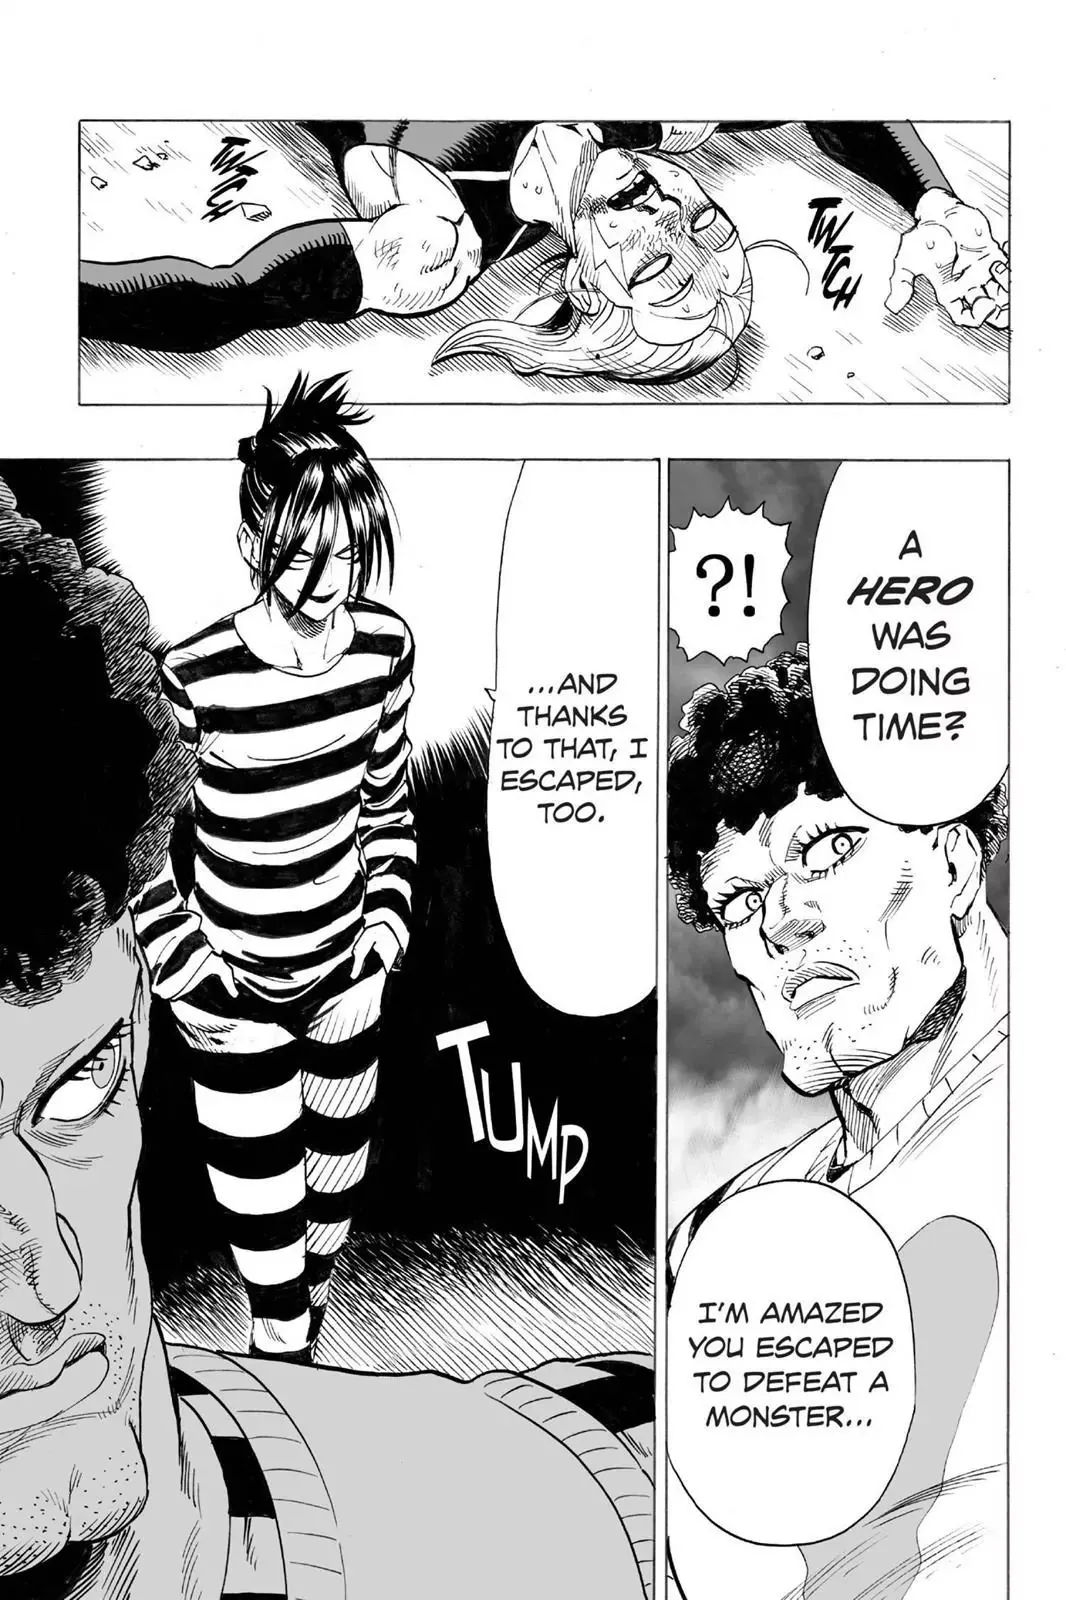 TWITCH
TWITCH
?!
A
HERO
WAS
DOING
TIME?
I'M AMAZED
YOU ESCAPED
TO DEFEAT A
MONSTER...
...AND
THANKS
TO THAT, I
ESCAPED,
TOO.
TUMP